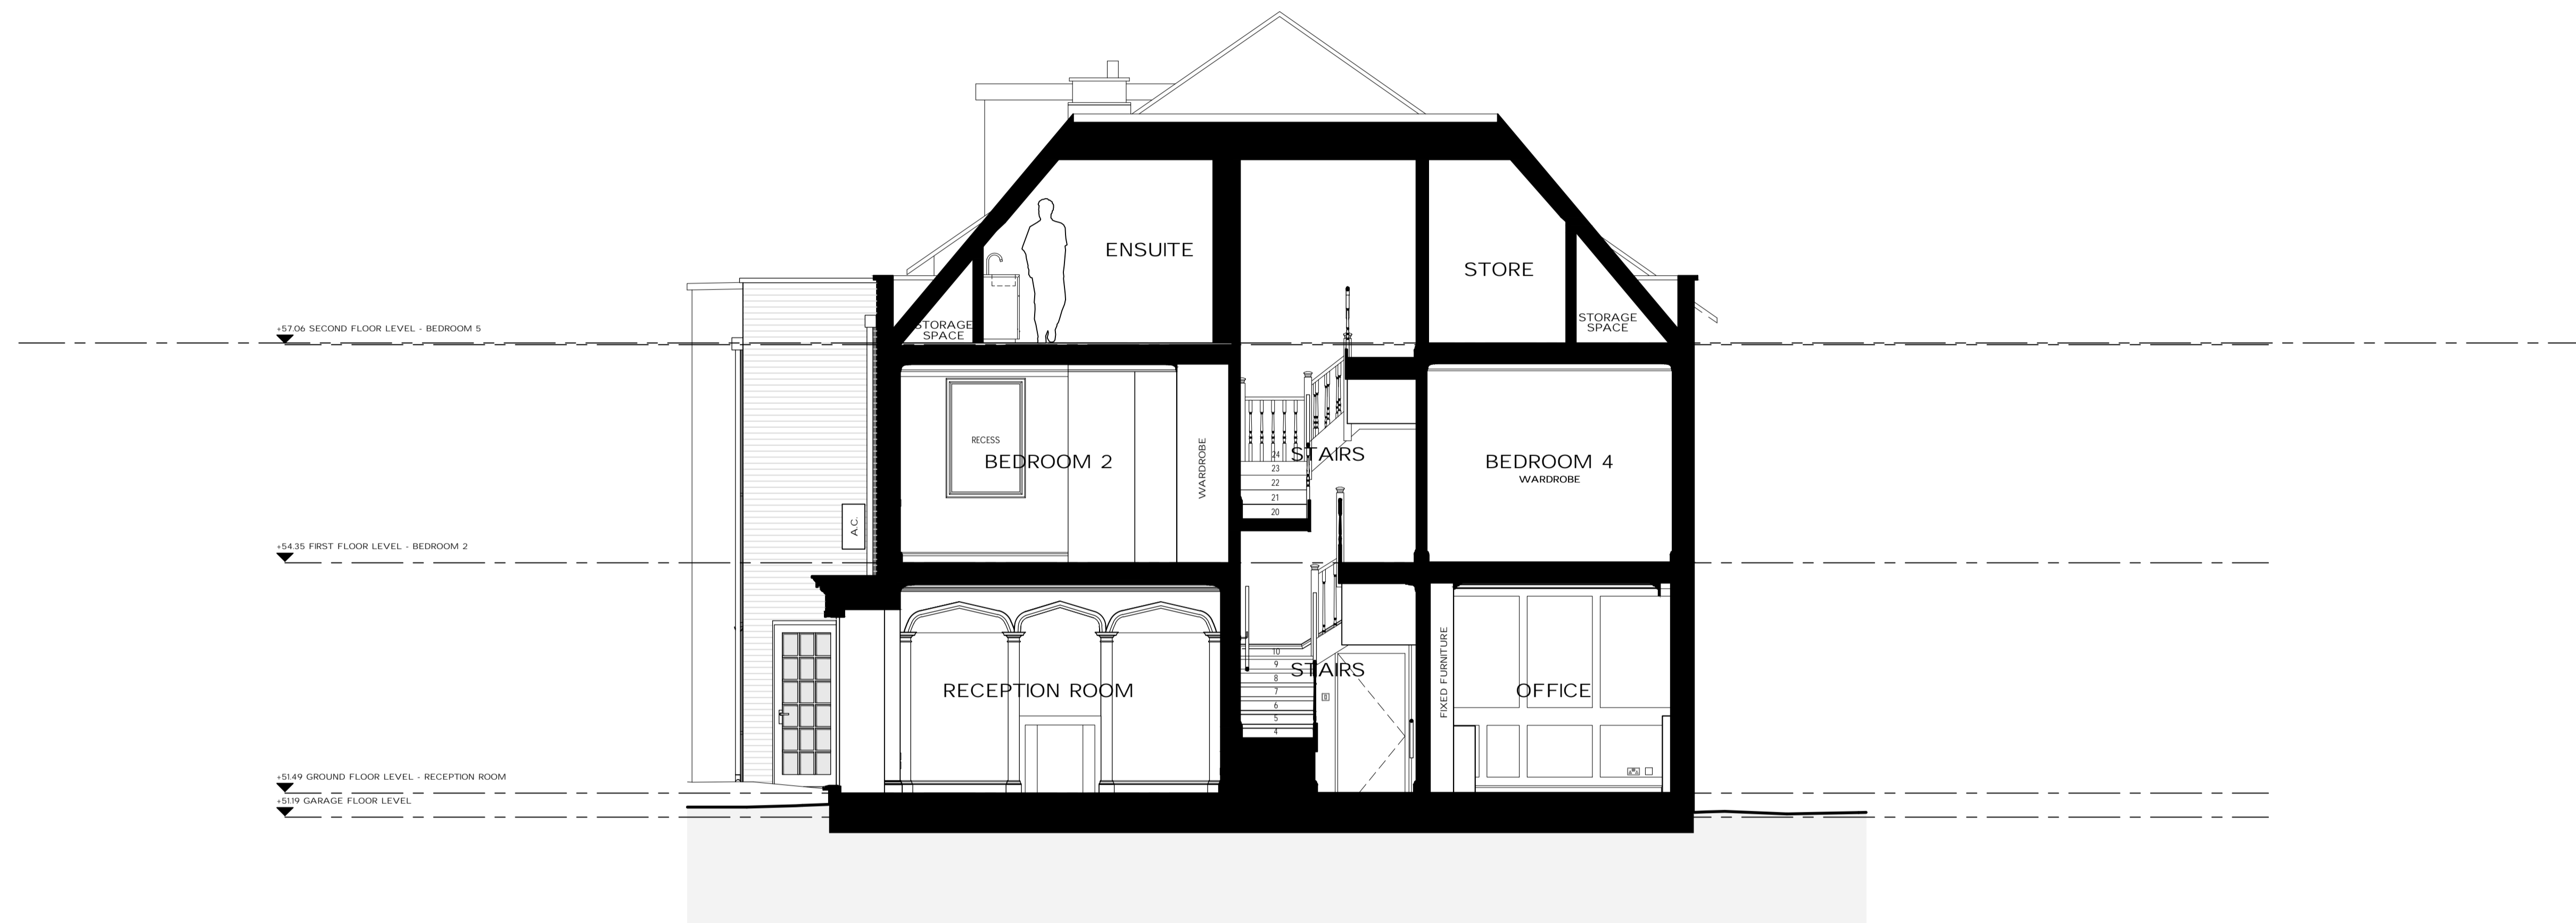 ENSUITE
STORE
STORAGE
SPACE
STORAGE
SPACE
+57.06 SECOND FLOOR LEVEL - BEDROOM 5
RECESS
BEDROOM 2
WARDROBE
24
23
22
21
20
STAIRS
BEDROOM 4
WARDROBE
A.C.
+54.35 FIRST FLOOR LEVEL - BEDROOM 2
RECEPTION ROOM
10
9
8
7
6
5
4
STAIRS
FIXED FURNITURE
OFFICE
+51.49 GROUND FLOOR LEVEL - RECEPTION ROOM
+51.19 GARAGE FLOOR LEVEL